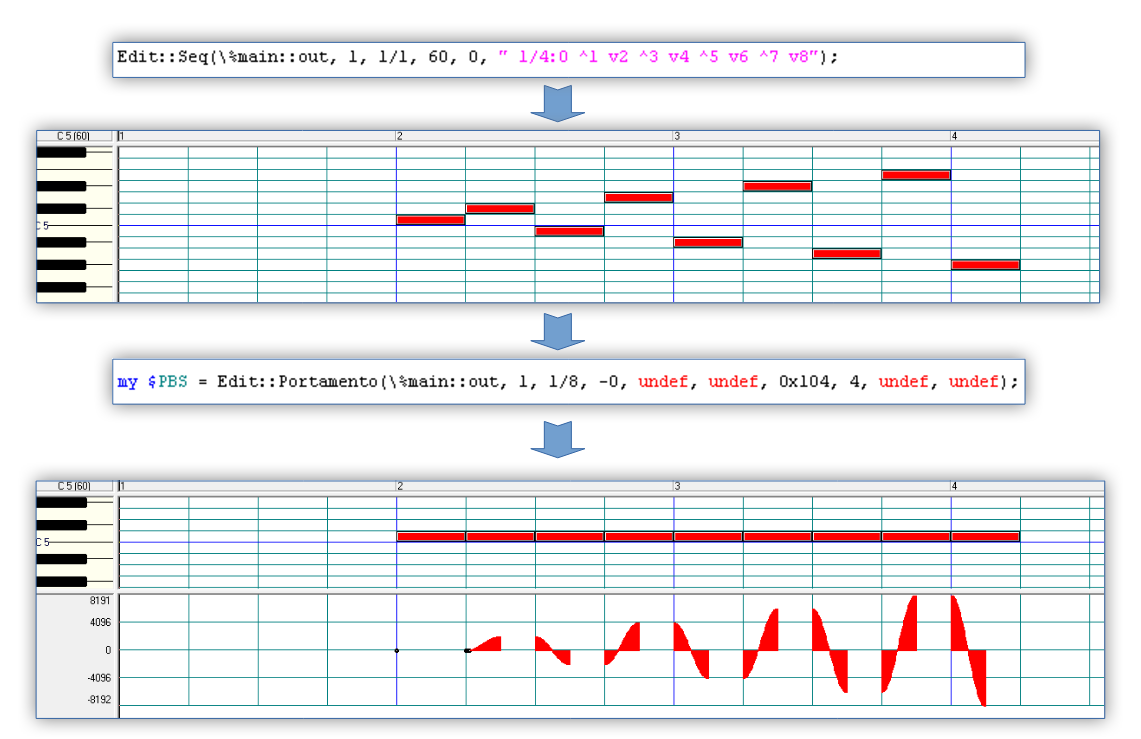 Edit::Seq(\%main::out, 1, 1/1, 60, 0, " 1/4:0 ^1 v2 ^3 v4 ^5 v6 ^7 v8");
C 5 (60) 1 2 3 4
C 5
my $PBS = Edit::Portamento(\%main::out, 1, 1/8, -0, undef, undef, 0x104, 4, undef, undef);
C 5 (60) 1 2 3 4
C 5
8191
4096
0
-4096
-8192